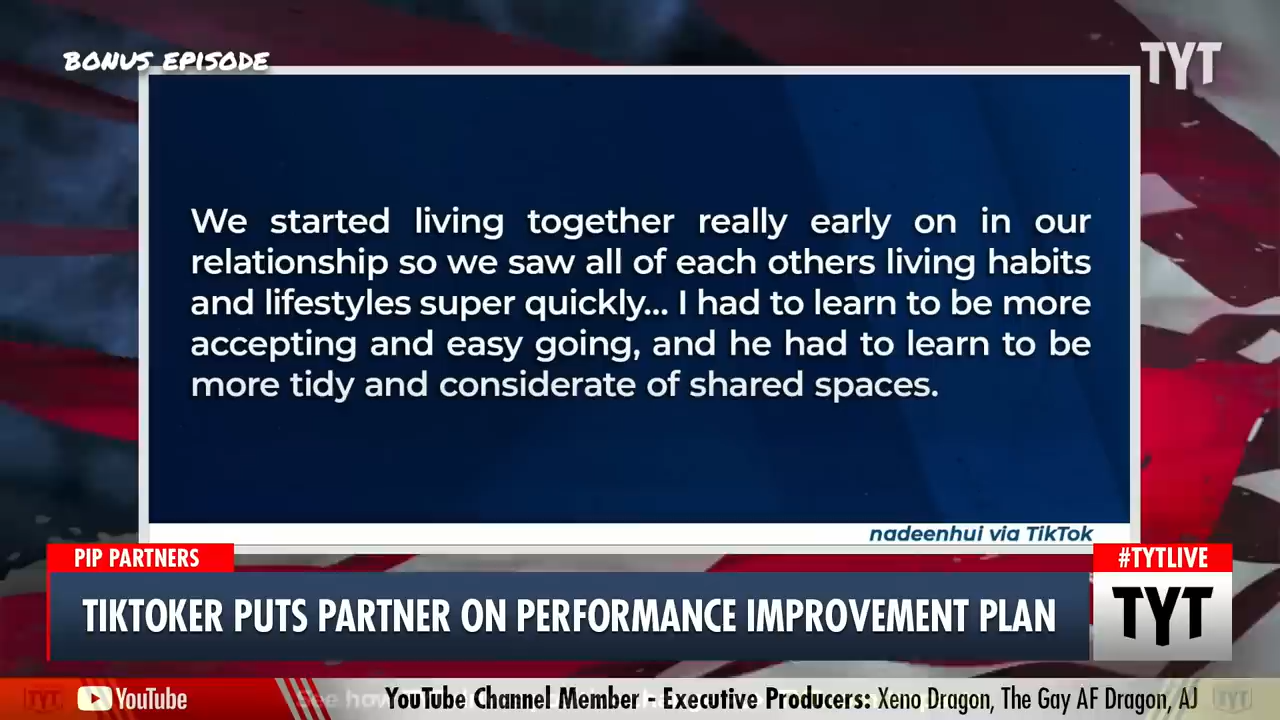 BONUS EPISODE
TYT
We started living together really early on in our
relationship so we saw all of each others living habits
and lifestyles super quickly... I had to learn to be more
accepting and easy going, and he had to learn to be
more tidy and considerate of shared spaces.
nadeenhui via TikTok
PIP PARTNERS
#TYTLIVE
TIKTOKER PUTS PARTNER ON PERFORMANCE IMPROVEMENT PLAN
TYT
TYT YouTube YouTube Channel Member - Executive Producers: Xeno Dragon, The Gay AF Dragon, AJ TYT